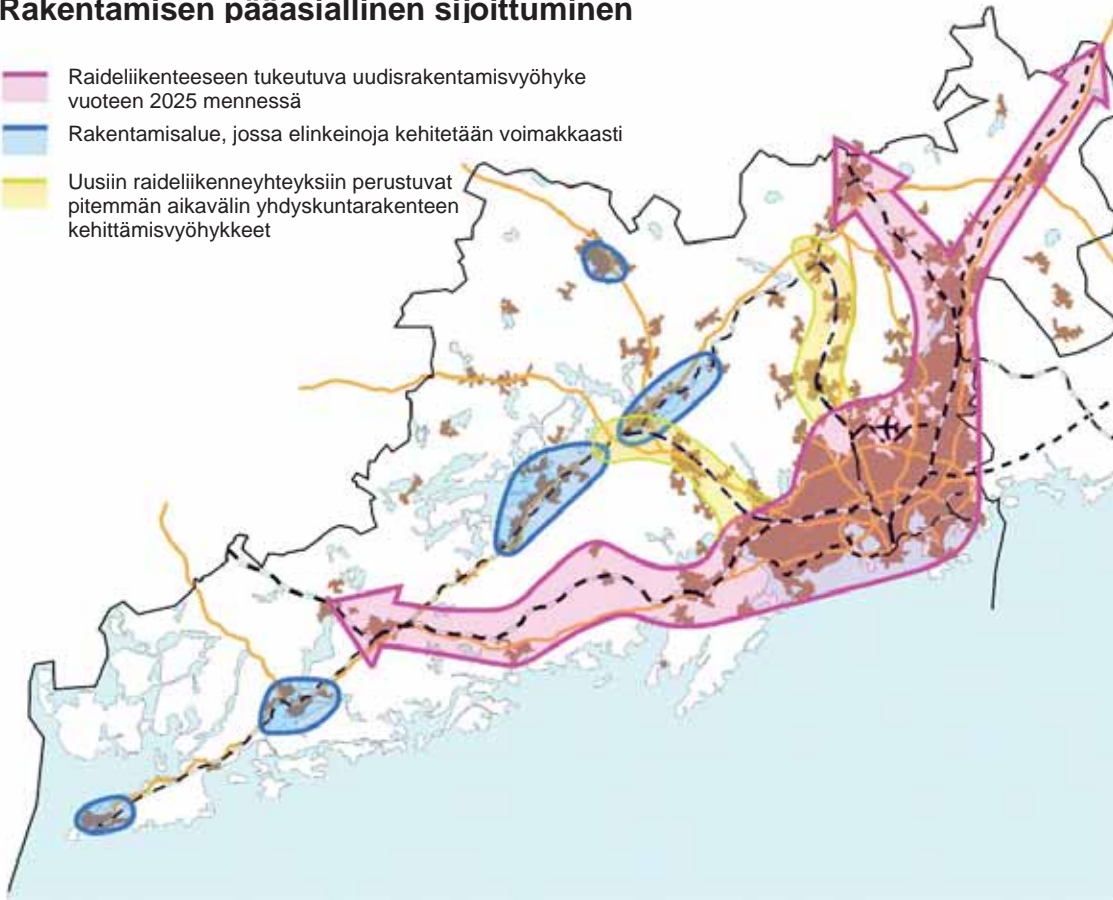 Rakentamisen pääasiallinen sijoittuminen
Raideliikenteeseen tukeutuva uudisrakentamisvyöhyke
vuoteen 2025 mennessä
Rakentamisalue, jossa elinkeinoja kehitetään voimakkaasti
Uusiin raideliikenneyhteyksiin perustuvat
pitemmän aikavälin yhdyskuntarakenteen
kehittämisvyöhykkeet